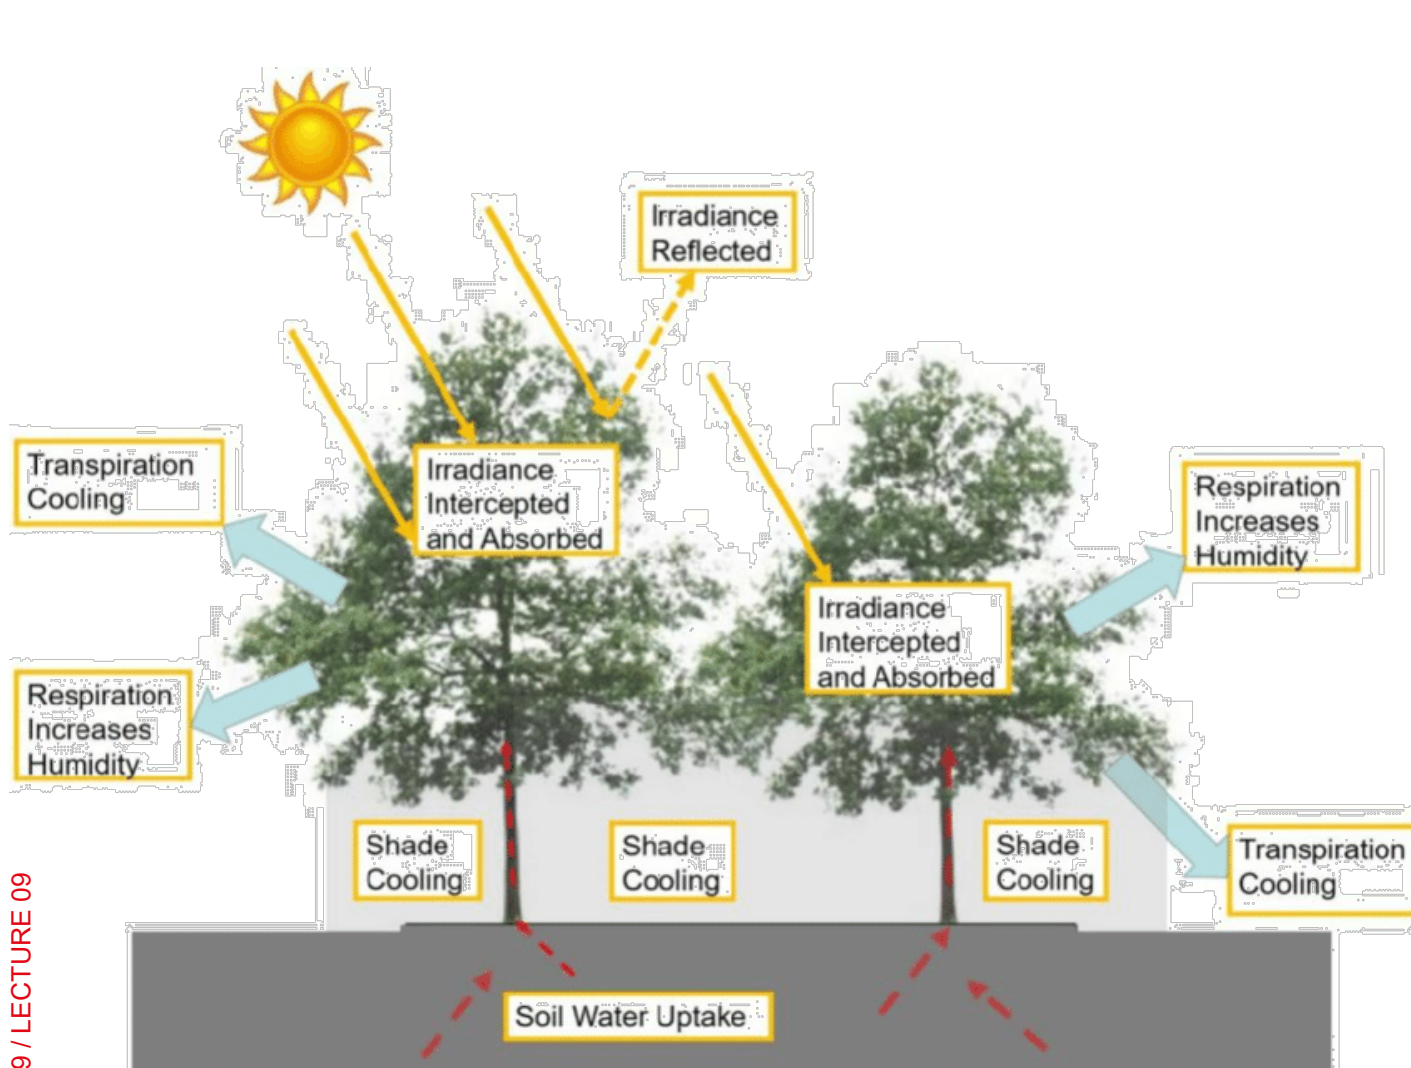 Irradiance
Reflected
Transpiration
Cooling
Irradiance
Intercepted
and Absorbed
Respiration
Increases
Humidity
Irradiance
Intercepted
and Absorbed
Respiration
Increases
Humidity
Shade
Cooling
Shade
Cooling
Shade
Cooling
Transpiration
Cooling
Soil Water Uptake
9 / LECTURE 09